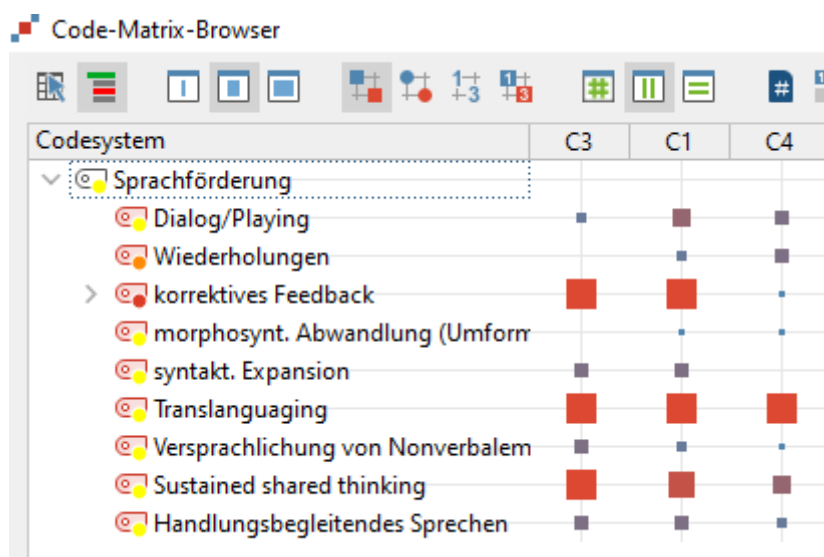 Code-Matrix-Browser
Codesystem C3 C1 C4
Sprachförderung
Dialog/Playing
Wiederholungen
korrektives Feedback
morphosynt. Abwandlung (Umform
syntakt. Expansion
Translanguaging
Versprachlichung von Nonverbalem
Sustained shared thinking
Handlungsbegleitendes Sprechen